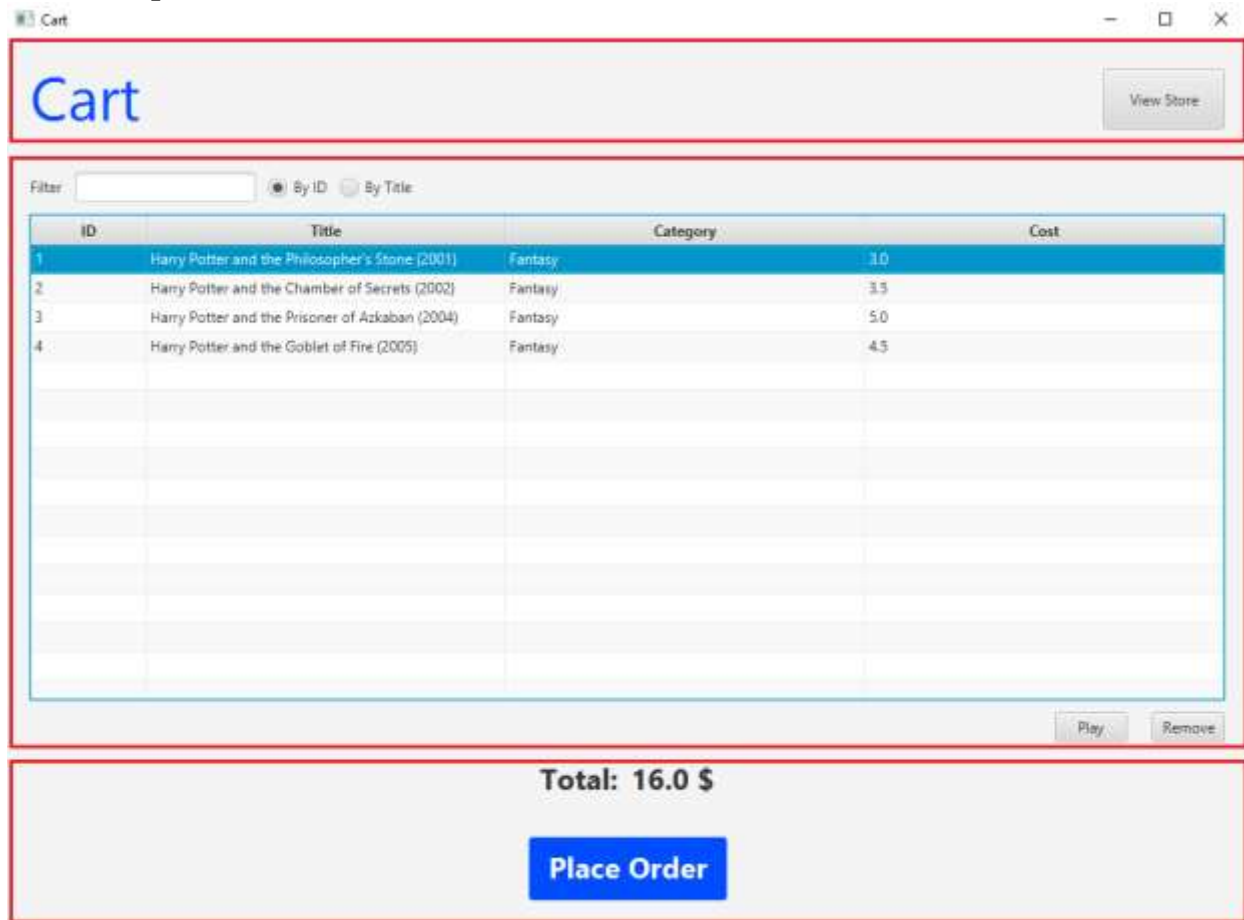 Cart
Cart
View Store
Filter By ID By Title
ID Title Category Cost
1 Harry Potter and the Philosopher's Stone (2001) Fantasy 3.0
2 Harry Potter and the Chamber of Secrets (2002) Fantasy 3.5
3 Harry Potter and the Prisoner of Azkaban (2004) Fantasy 5.0
4 Harry Potter and the Goblet of Fire (2005) Fantasy 4.5
Play Remove
Total: 16.0 $
Place Order